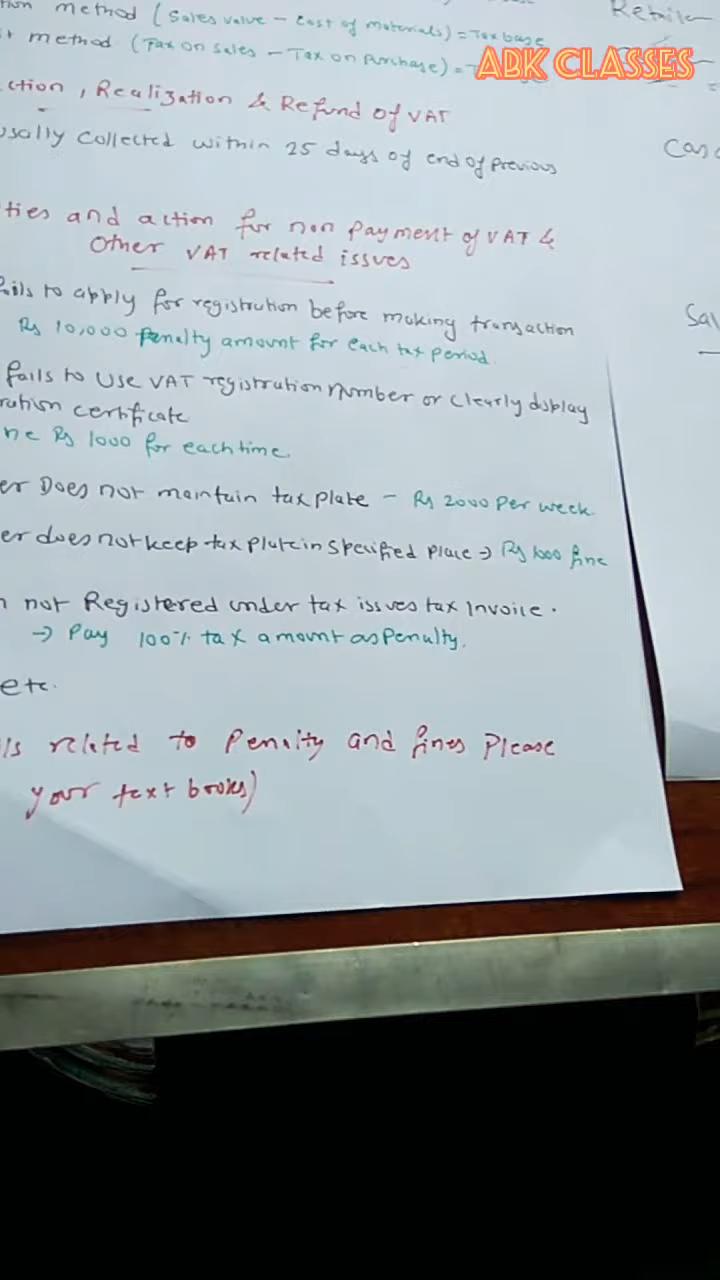 Retailer
method (Sales value - Cost of materials) = Tax base
method (Tax on sales - Tax on purchase) =
ABK CLASSES
ction, Realization & Refund of VAT
usally Collected within 25 days of end of previous
ties and action for non payment of VAT &
Other VAT related issues
fails to apply for registrution before making transaction
Rs 10,000 Penalty amount for each tax period.
fails to use VAT registration number or clearly display
ration certificate
ne Rs 1000 for each time.
er Does not maintain tax plate - Rs 2000 Per week.
er does not keep tax plate in specified place → Rs 1000 fine
n not Registered under tax issues tax Invoice.
→ Pay 100% tax amount as Penalty.
etc.
ls related to Penalty and fines Please
your text books)
Cas
Sal